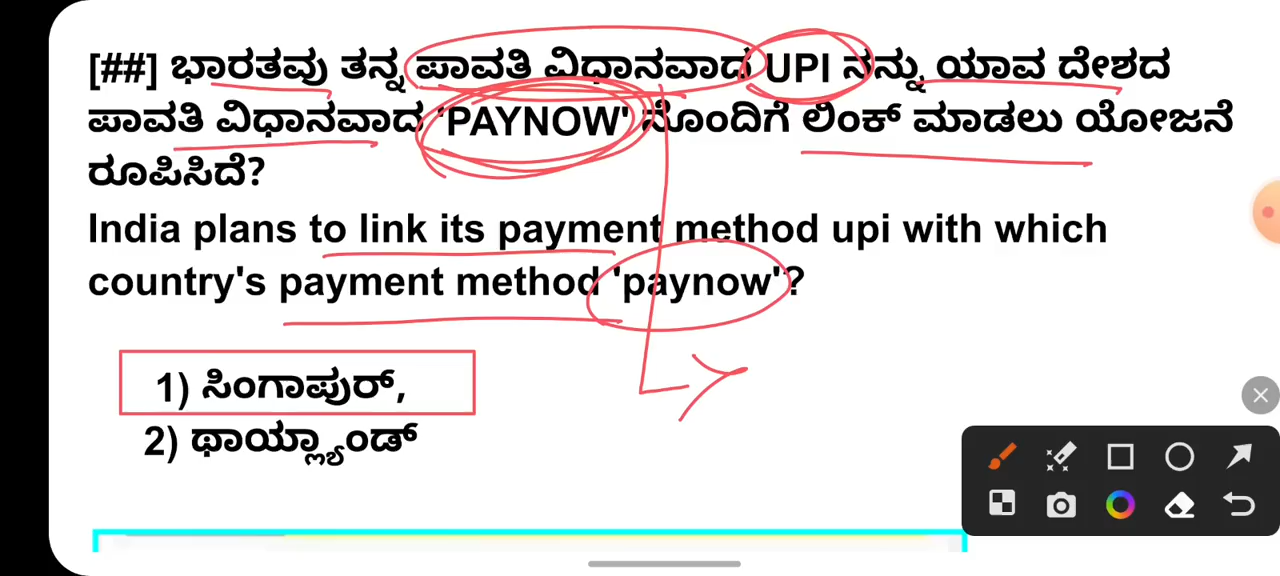 [##] ಭಾರತವು ತನ್ನ ಪಾವತಿ ವಿಧಾನವಾದ UPI ನನ್ನು ಯಾವ ದೇಶದ
ಪಾವತಿ ವಿಧಾನವಾದ 'PAYNOW' ನೊಂದಿಗೆ ಲಿಂಕ್ ಮಾಡಲು ಯೋಜನೆ
ರೂಪಿಸಿದೆ?
India plans to link its payment method upi with which
country's payment method 'paynow'?
1) ಸಿಂಗಾಪುರ್,
2) ಥಾಯ್ಲ್ಯಾಂಡ್